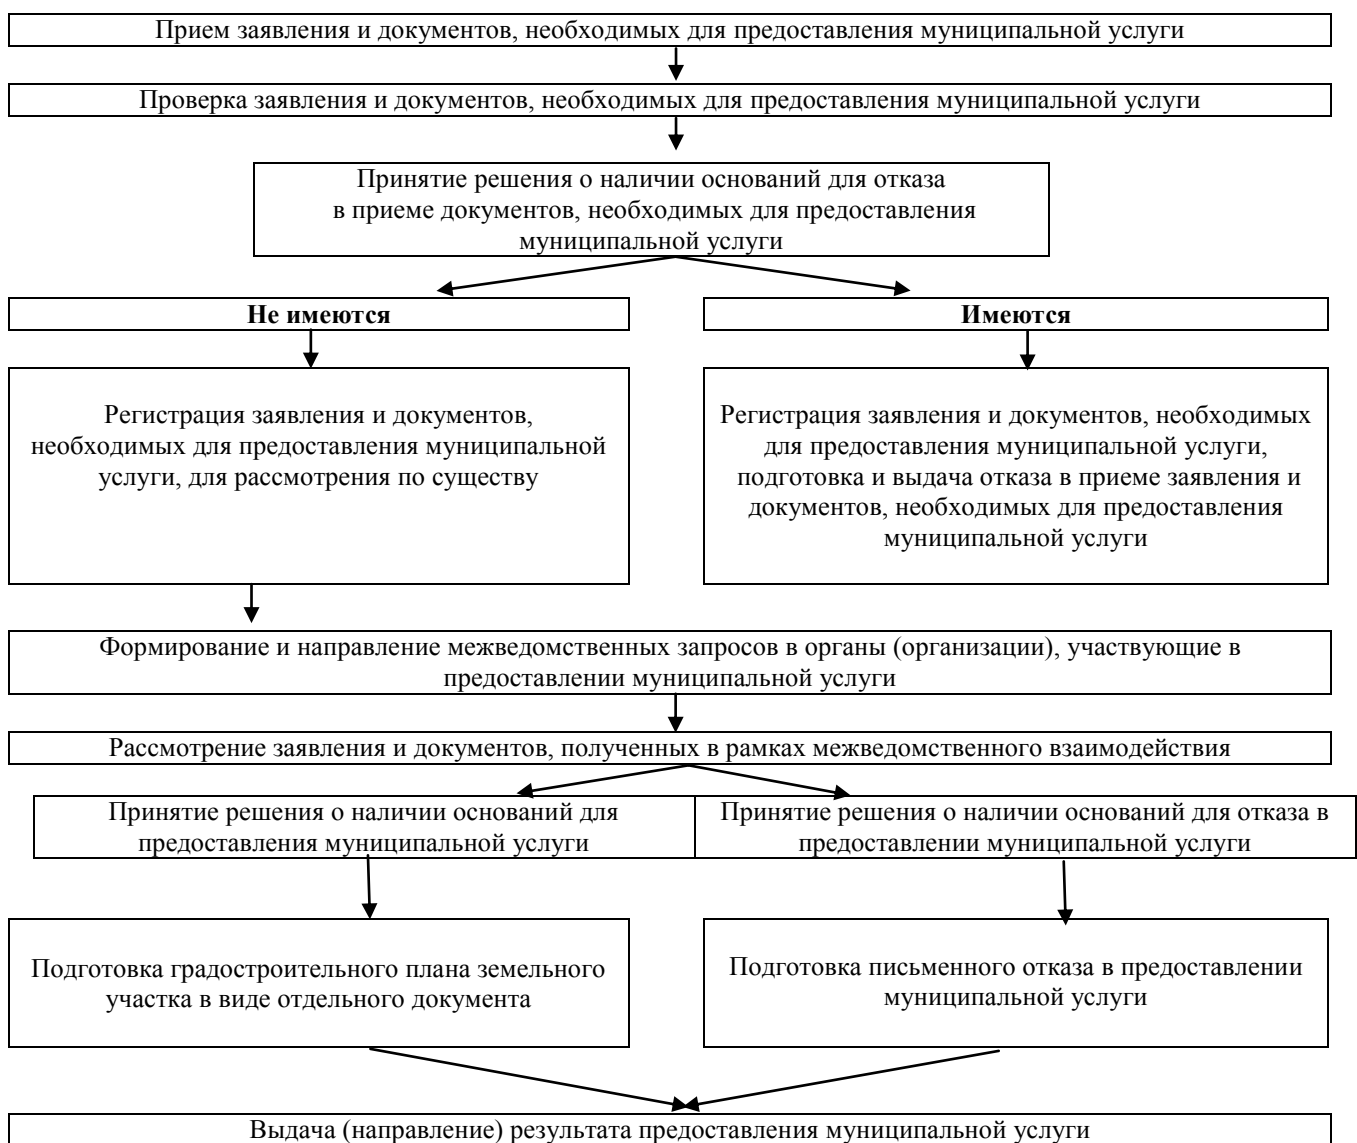 Прием заявления и документов, необходимых для предоставления муниципальной услуги
Проверка заявления и документов, необходимых для предоставления муниципальной услуги
Принятие решения о наличии оснований для отказа
в приеме документов, необходимых для предоставления
муниципальной услуги
Не имеются
Имеются
Регистрация заявления и документов,
необходимых для предоставления муниципальной
услуги, для рассмотрения по существу
Регистрация заявления и документов, необходимых
для предоставления муниципальной услуги,
подготовка и выдача отказа в приеме заявления и
документов, необходимых для предоставления
муниципальной услуги
Формирование и направление межведомственных запросов в органы (организации), участвующие в
предоставлении муниципальной услуги
Рассмотрение заявления и документов, полученных в рамках межведомственного взаимодействия
Принятие решения о наличии оснований для
предоставления муниципальной услуги
Принятие решения о наличии оснований для отказа в
предоставлении муниципальной услуги
Подготовка градостроительного плана земельного
участка в виде отдельного документа
Подготовка письменного отказа в предоставлении
муниципальной услуги
Выдача (направление) результата предоставления муниципальной услуги